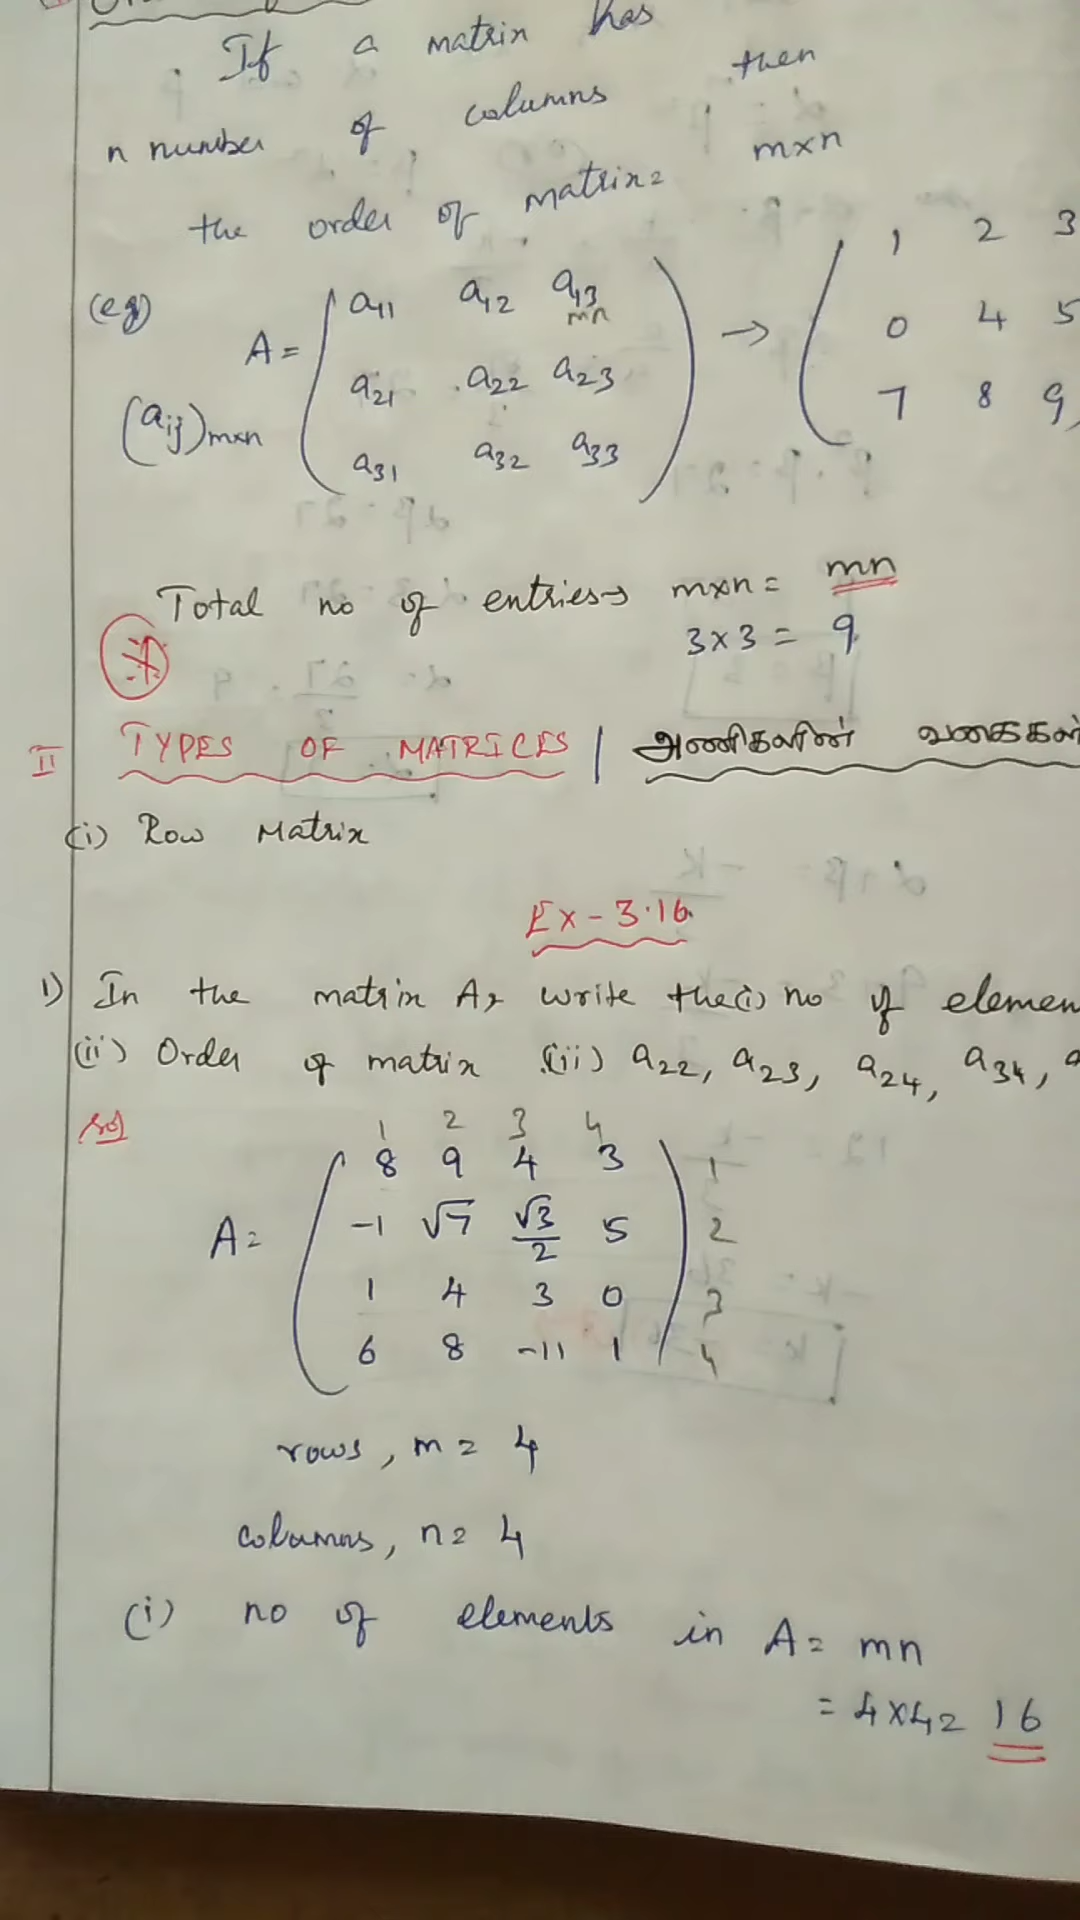 If a matrix has
n number of columns then
the order of matrix= m×n
(eg) A = ( a11 a12 a13 → ( 1 2 3
mn
a21 a22 a23 ) 0 4 5
(aij)m×n a31 a32 a33 7 8 9
Total no of entries → m×n = mn
3×3 = 9
II TYPES OF MATRICES | அணிகளின் வகைகள்
(i) Row Matrix
Ex - 3.16
1) In the matrix A, write the (i) no of elemen
(ii) Order of matrix (iii) a22, a23, a24, a34, a
sol
1 2 3 4
8 9 4 3 1
A = -1 √7 √3/2 5 2
1 4 3 0 3
6 8 -11 1 4
rows, m = 4
columns, n = 4
(i) no of elements in A = mn
= 4×4 = 16